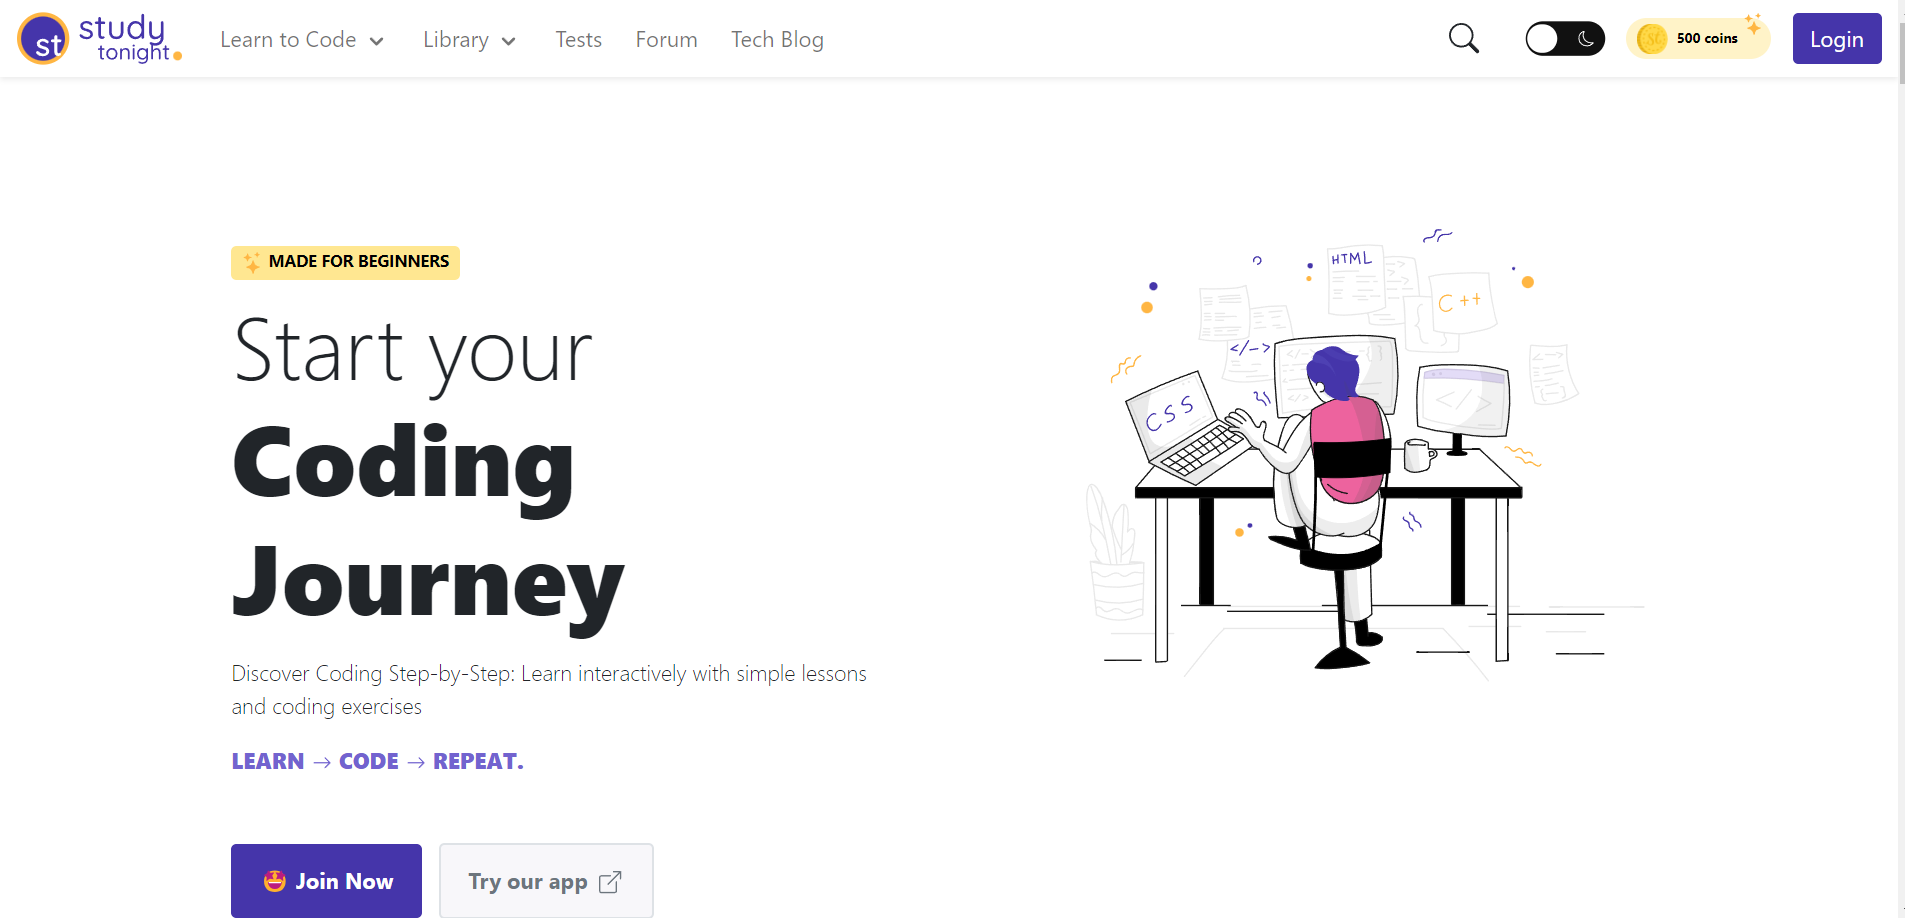 st study tonight
Learn to Code
Library
Tests
Forum
Tech Blog
500 coins
Login
MADE FOR BEGINNERS
Start your
Coding
Journey
Discover Coding Step-by-Step: Learn interactively with simple lessons
and coding exercises
LEARN → CODE → REPEAT.
Join Now
Try our app
HTML
C++
</-->
CSS
</>